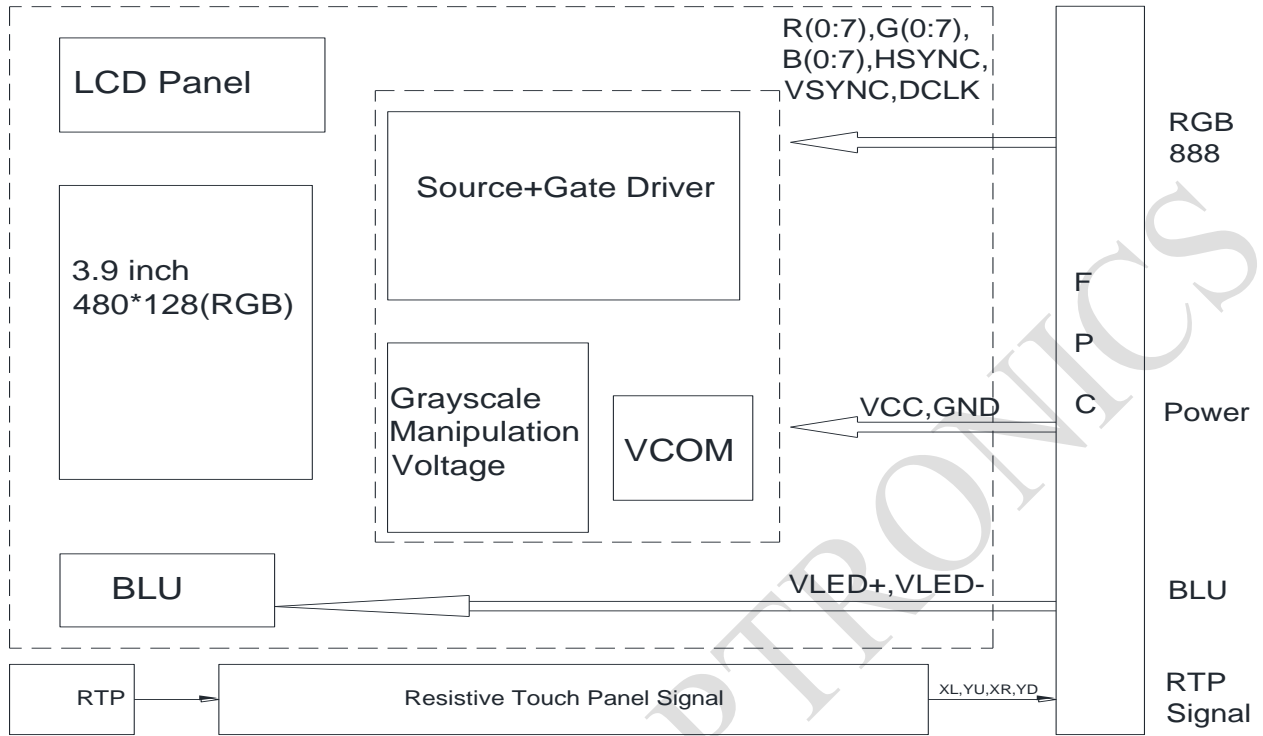 LCD Panel
R(0:7),G(0:7),
B(0:7),HSYNC,
VSYNC,DCLK
RGB
888
Source+Gate Driver
3.9 inch
480*128(RGB)
F
P
C
Grayscale
Manipulation
Voltage
VCOM
VCC,GND
Power
BLU
VLED+,VLED-
BLU
RTP
Resistive Touch Panel Signal
XL,YU,XR,YD
RTP
Signal
PTRONICS